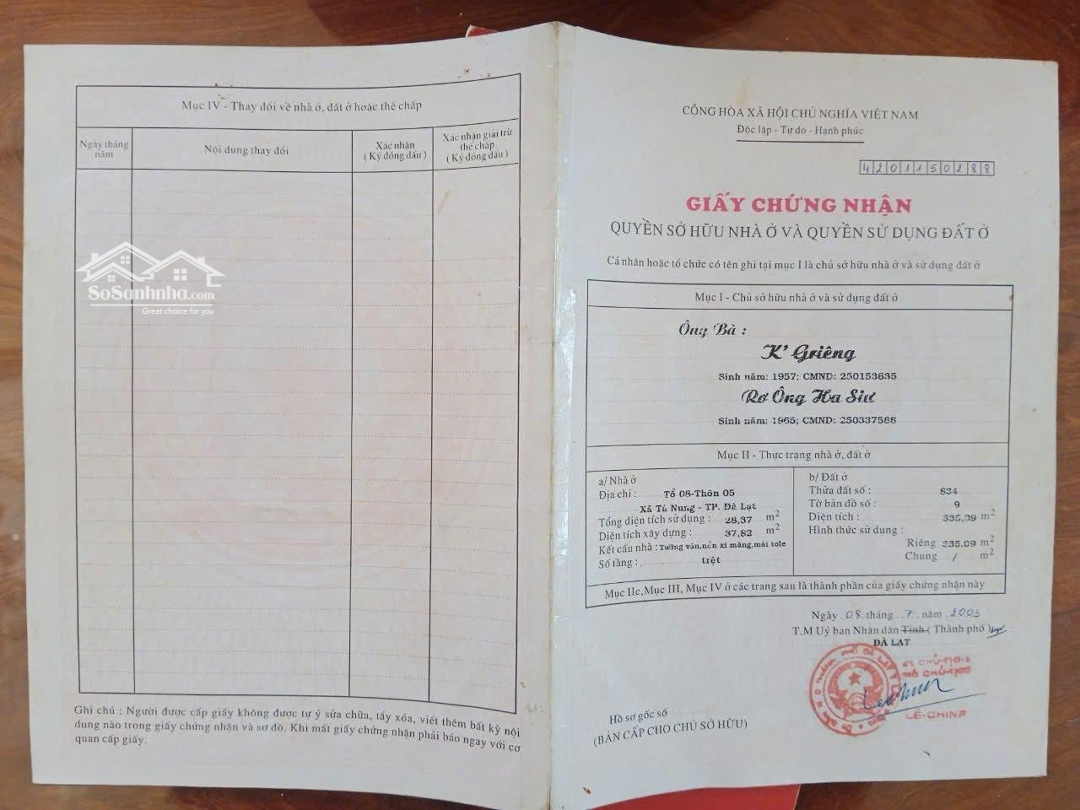 Mục IV - Thay đổi về nhà ở, đất ở hoặc thế chấp
Ngày tháng năm
Nội dung thay đổi
Xác nhận
( Ký đóng dấu )
Xác nhận giải trừ thế chấp
( Ký đóng dấu )
SoSanhnha.com
Great choice for you
Ghi chú : Người được cấp giấy không được tự ý sửa chữa, tẩy xóa, viết thêm bất kỳ nội
dung nào trong giấy chứng nhận và sơ đồ. Khi mất giấy chứng nhận phải báo ngay với cơ
quan cấp giấy.
CỘNG HÒA XÃ HỘI CHỦ NGHĨA VIỆT NAM
Độc lập - Tự do - Hạnh phúc
4201150288
GIẤY CHỨNG NHẬN
QUYỀN SỞ HỮU NHÀ Ở VÀ QUYỀN SỬ DỤNG ĐẤT Ở
Cá nhân hoặc tổ chức có tên ghi tại mục I là chủ sở hữu nhà ở và sử dụng đất ở
Mục I - Chủ sở hữu nhà ở và sử dụng đất ở
Ông Bà :
K' Griêng
Sinh năm: 1957; CMND: 250153635
Rơ Ông Ha Siư
Sinh năm: 1965; CMND: 250337586
Mục II - Thực trạng nhà ở, đất ở
a/ Nhà ở
Địa chỉ : Tổ 08-Thôn 05
Xã Tà Nung - TP. Đà Lạt
Tổng diện tích sử dụng : 28,37 m2
Diện tích xây dựng : 37,82 m2
Kết cấu nhà : Tường ván,nền xi măng,mái tole
Số tầng : trệt
b/ Đất ở
Thửa đất số : 834
Tờ bản đồ số : 9
Diện tích : 335,09 m2
Hình thức sử dụng :
Riêng 335.09 m2
Chung / m2
Mục IIc,Mục III, Mục IV ở các trang sau là thành phần của giấy chứng nhận này
Ngày 08 tháng 7 năm 2003
T.M Uỷ ban Nhân dân Tỉnh ( Thành phố )
ĐÀ LẠT
Hồ sơ gốc số
(BẢN CẤP CHO CHỦ SỞ HỮU)